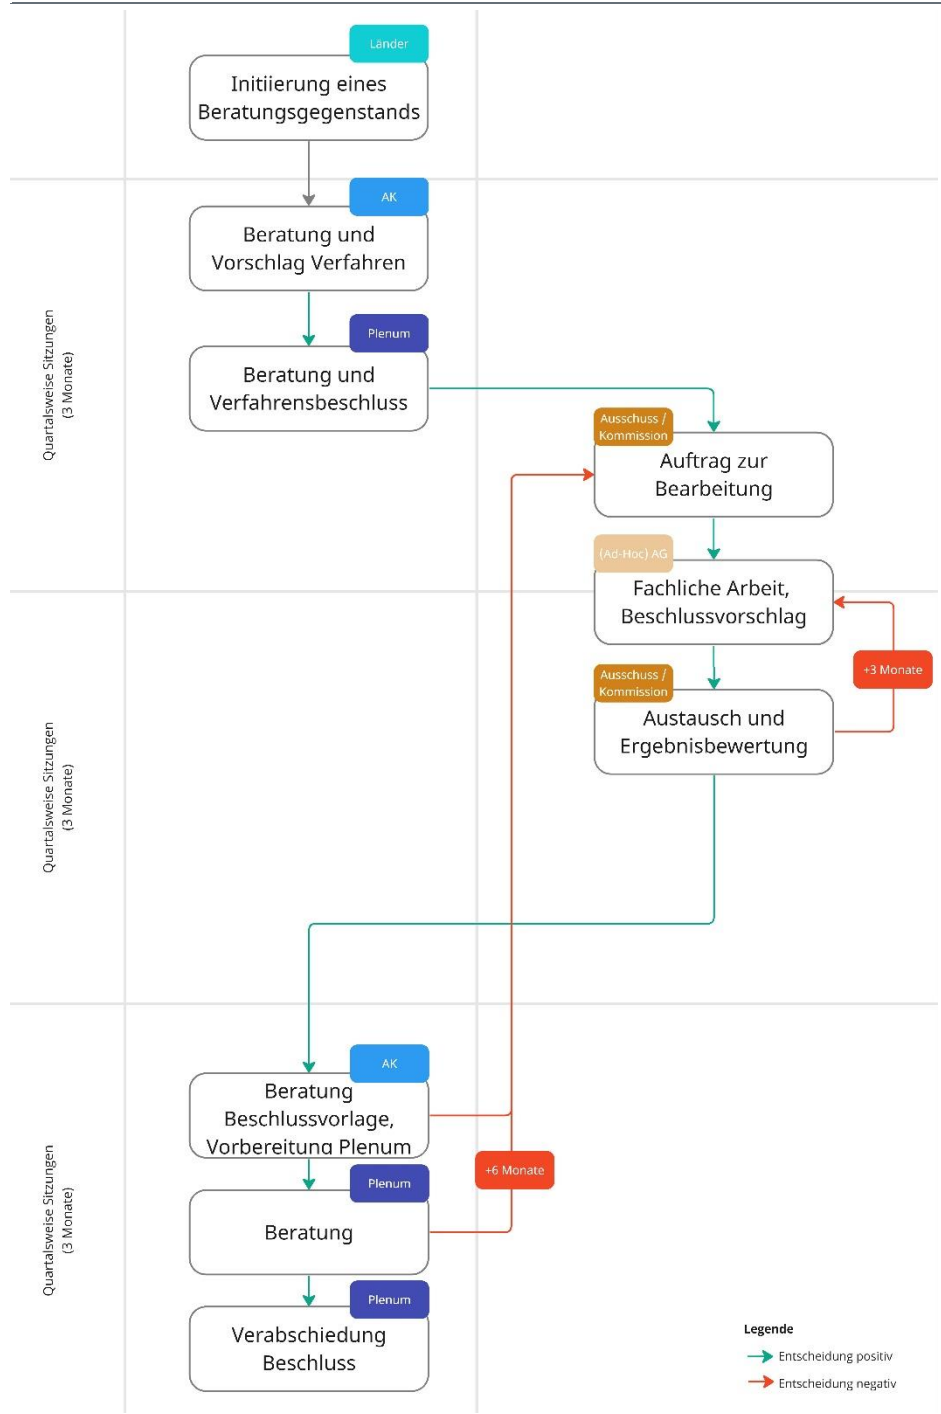 Länder
Initiierung eines
Beratungsgegenstands
AK
Beratung und
Vorschlag Verfahren
Quartalsweise Sitzungen
(3 Monate)
Plenum
Beratung und
Verfahrensbeschluss
Ausschuss /
Kommission
Auftrag zur
Bearbeitung
(Ad-Hoc) AG
Fachliche Arbeit,
Beschlussvorschlag
+3 Monate
Quartalsweise Sitzungen
(3 Monate)
Ausschuss /
Kommission
Austausch und
Ergebnisbewertung
AK
Beratung
Beschlussvorlage,
Vorbereitung Plenum
+6 Monate
Quartalsweise Sitzungen
(3 Monate)
Plenum
Beratung
Plenum
Verabschiedung
Beschluss
Legende
Entscheidung positiv
Entscheidung negativ